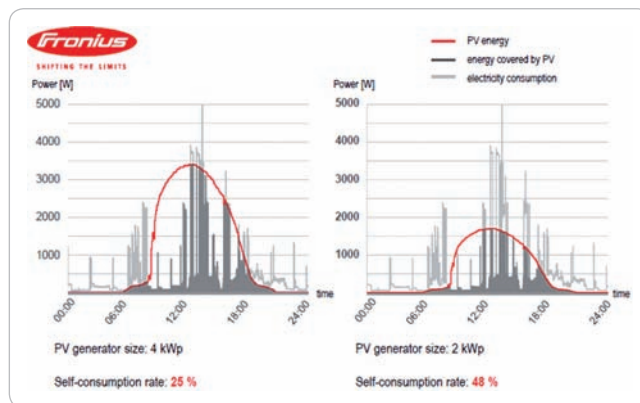 Fronius
SHIFTING THE LIMITS
PV energy
energy covered by PV
electricity consumption
Power [W]
5000
4000
3000
2000
1000
00:00
06:00
12:00
18:00
24:00
time
PV generator size: 4 kWp
Self-consumption rate: 25 %
Power [W]
5000
4000
3000
2000
1000
00:00
06:00
12:00
18:00
24:00
time
PV generator size: 2 kWp
Self-consumption rate: 48 %